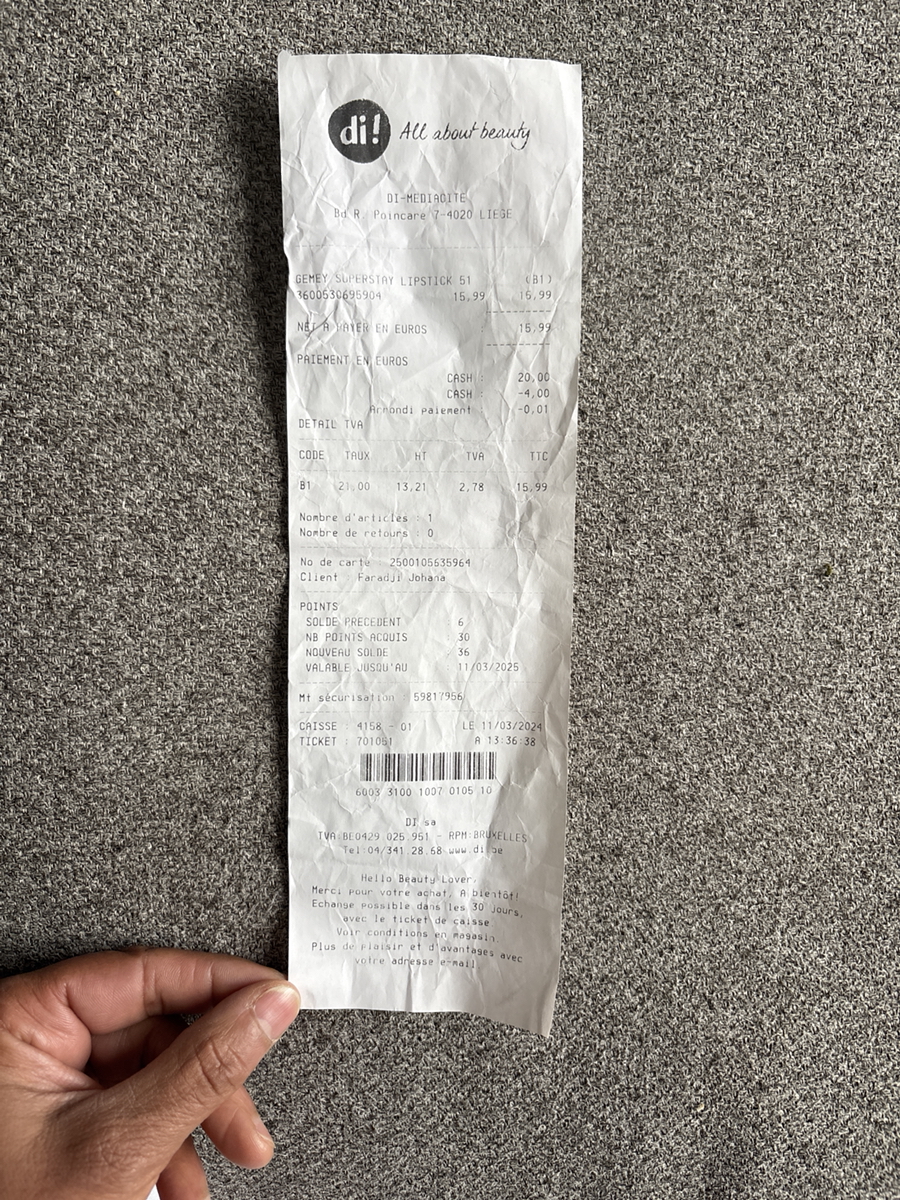 di! All about beauty
DI-MEDIACITE
Bd R. Poincare 7-4020 LIEGE
GEMEY SUPERSTAY LIPSTICK 51 (B1)
3600530695904 15,99 15,99
NET A PAYER EN EUROS : 15,99
PAIEMENT EN EUROS
CASH : 20,00
CASH : -4,00
Arrondi paiement -0,01
DETAIL TVA
CODE TAUX HT TVA TTC
B1 21,00 13,21 2,78 15,99
Nombre d'articles : 1
Nombre de retours : 0
No de carte : 2500105635964
Client : Faradji Johana
POINTS
SOLDE PRECEDENT : 6
NB POINTS ACQUIS : 30
NOUVEAU SOLDE : 36
VALABLE JUSQU'AU : 11/03/2025
Mt sécurisation : 59817956
CAISSE : 4158 - 01 LE 11/03/2024
TICKET : 701051 A 13:36:38
6003 3100 1007 0105 10
DI sa
TVA:BE0429.025.951 - RPM:BRUXELLES
Tel:04/341.28.68 www.di.be
Hello Beauty Lover,
Merci pour votre achat, A bientôt!
Echange possible dans les 30 jours,
avec le ticket de caisse
Voir conditions en magasin.
Plus de plaisir et d'avantages avec
votre adresse e-mail